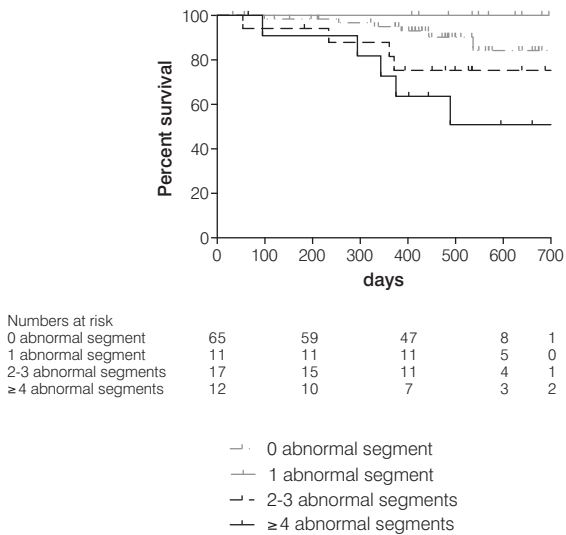 100
80
60
40
20
0
Percent survival
0 100 200 300 400 500 600 700
days
Numbers at risk
0 abnormal segment 65 59 47 8 1
1 abnormal segment 11 11 11 5 0
2-3 abnormal segments 17 15 11 4 1
≥4 abnormal segments 12 10 7 3 2
0 abnormal segment
1 abnormal segment
2-3 abnormal segments
≥4 abnormal segments